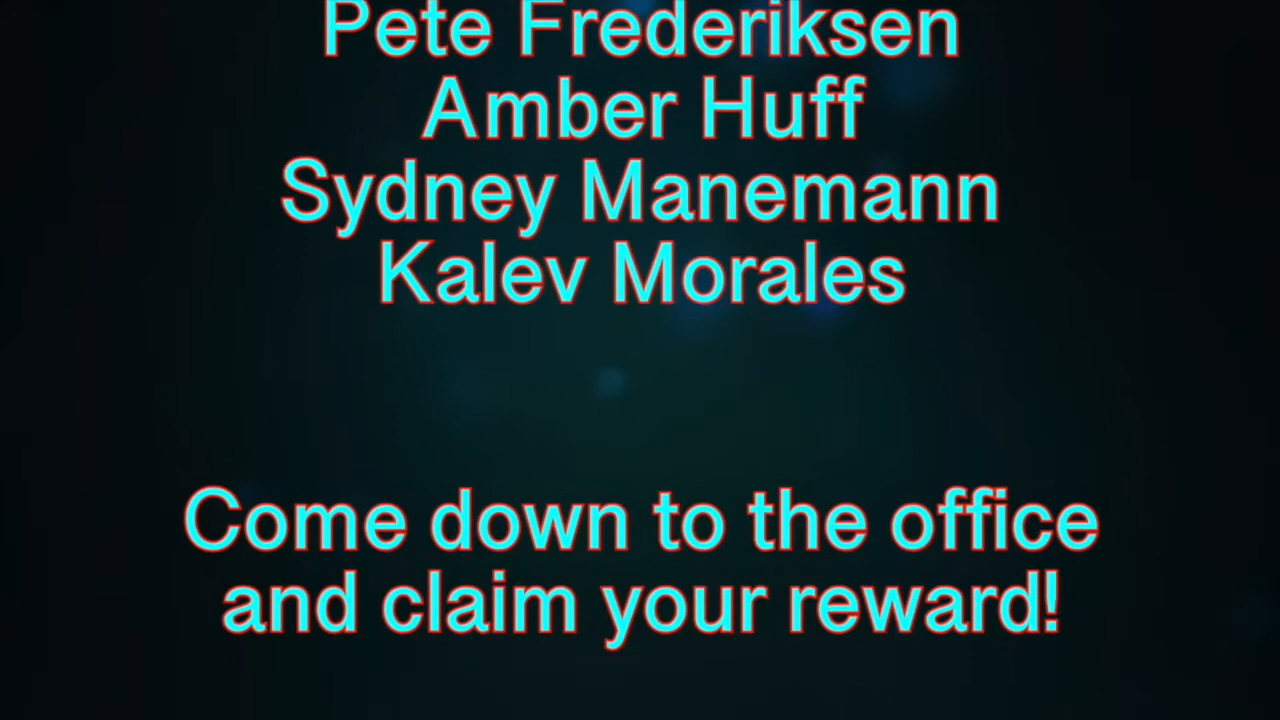 Pete Frederiksen
Amber Huff
Sydney Manemann
Kalev Morales
Come down to the office
and claim your reward!